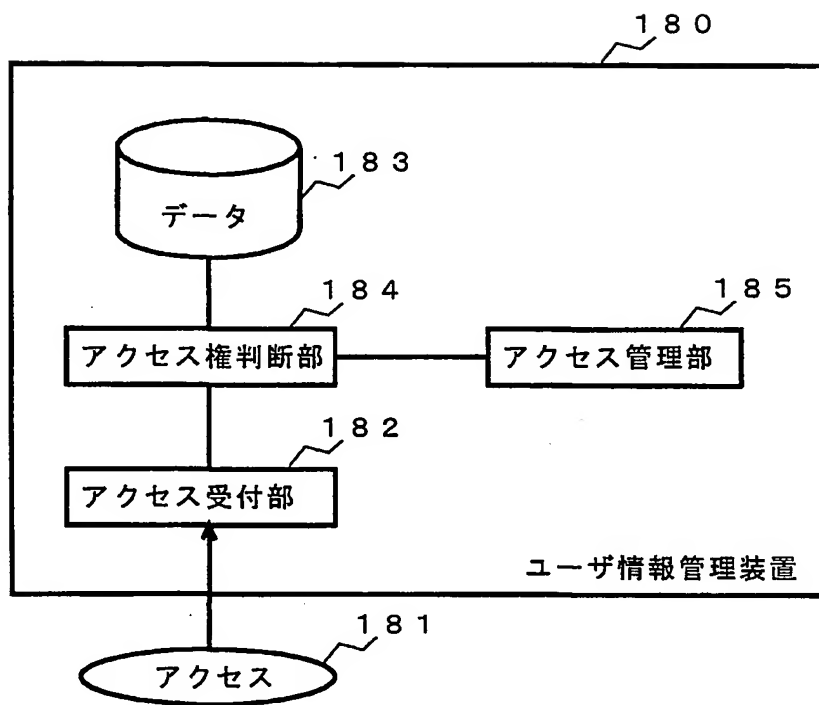 １８０
１８３
データ
１８４
１８５
アクセス権判断部
アクセス管理部
１８２
アクセス受付部
ユーザ情報管理装置
１８１
アクセス